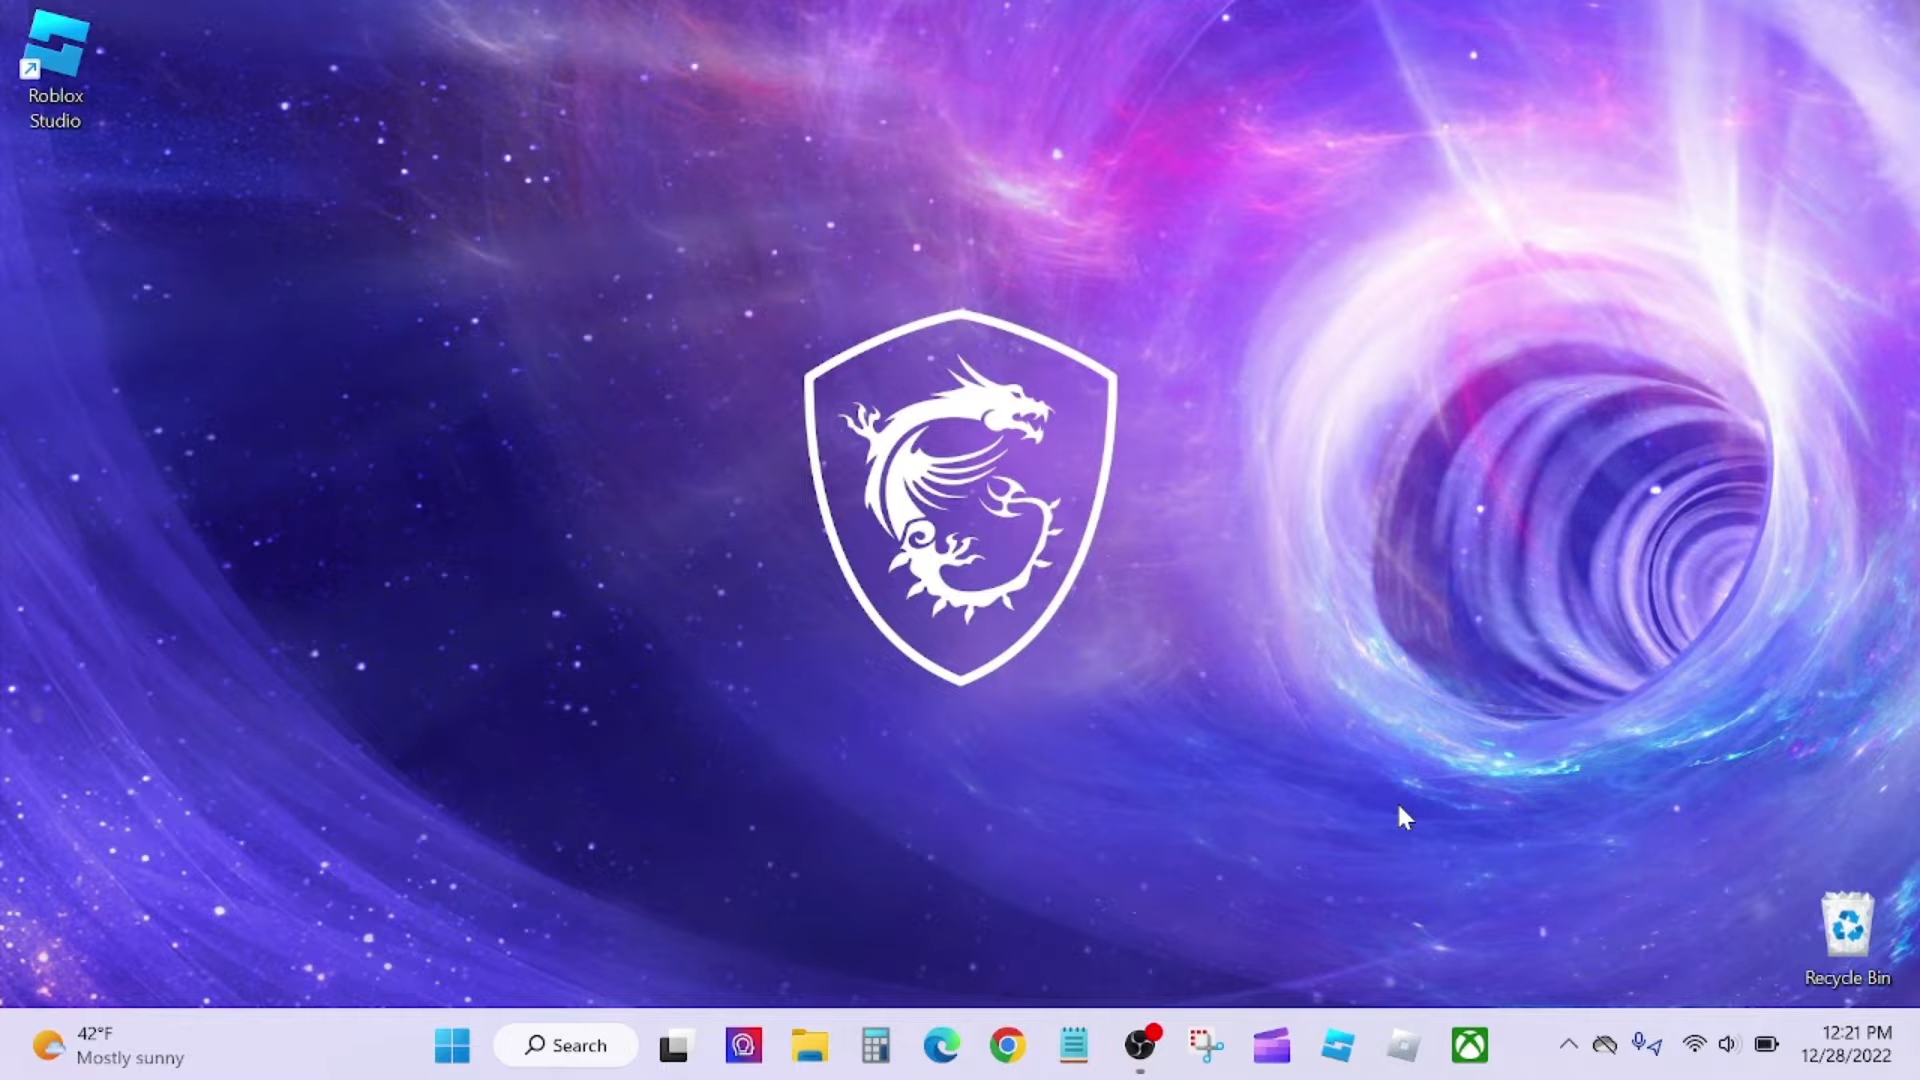 Roblox
Studio
Recycle Bin
42°F
Mostly sunny
Search
12:21 PM
12/28/2022